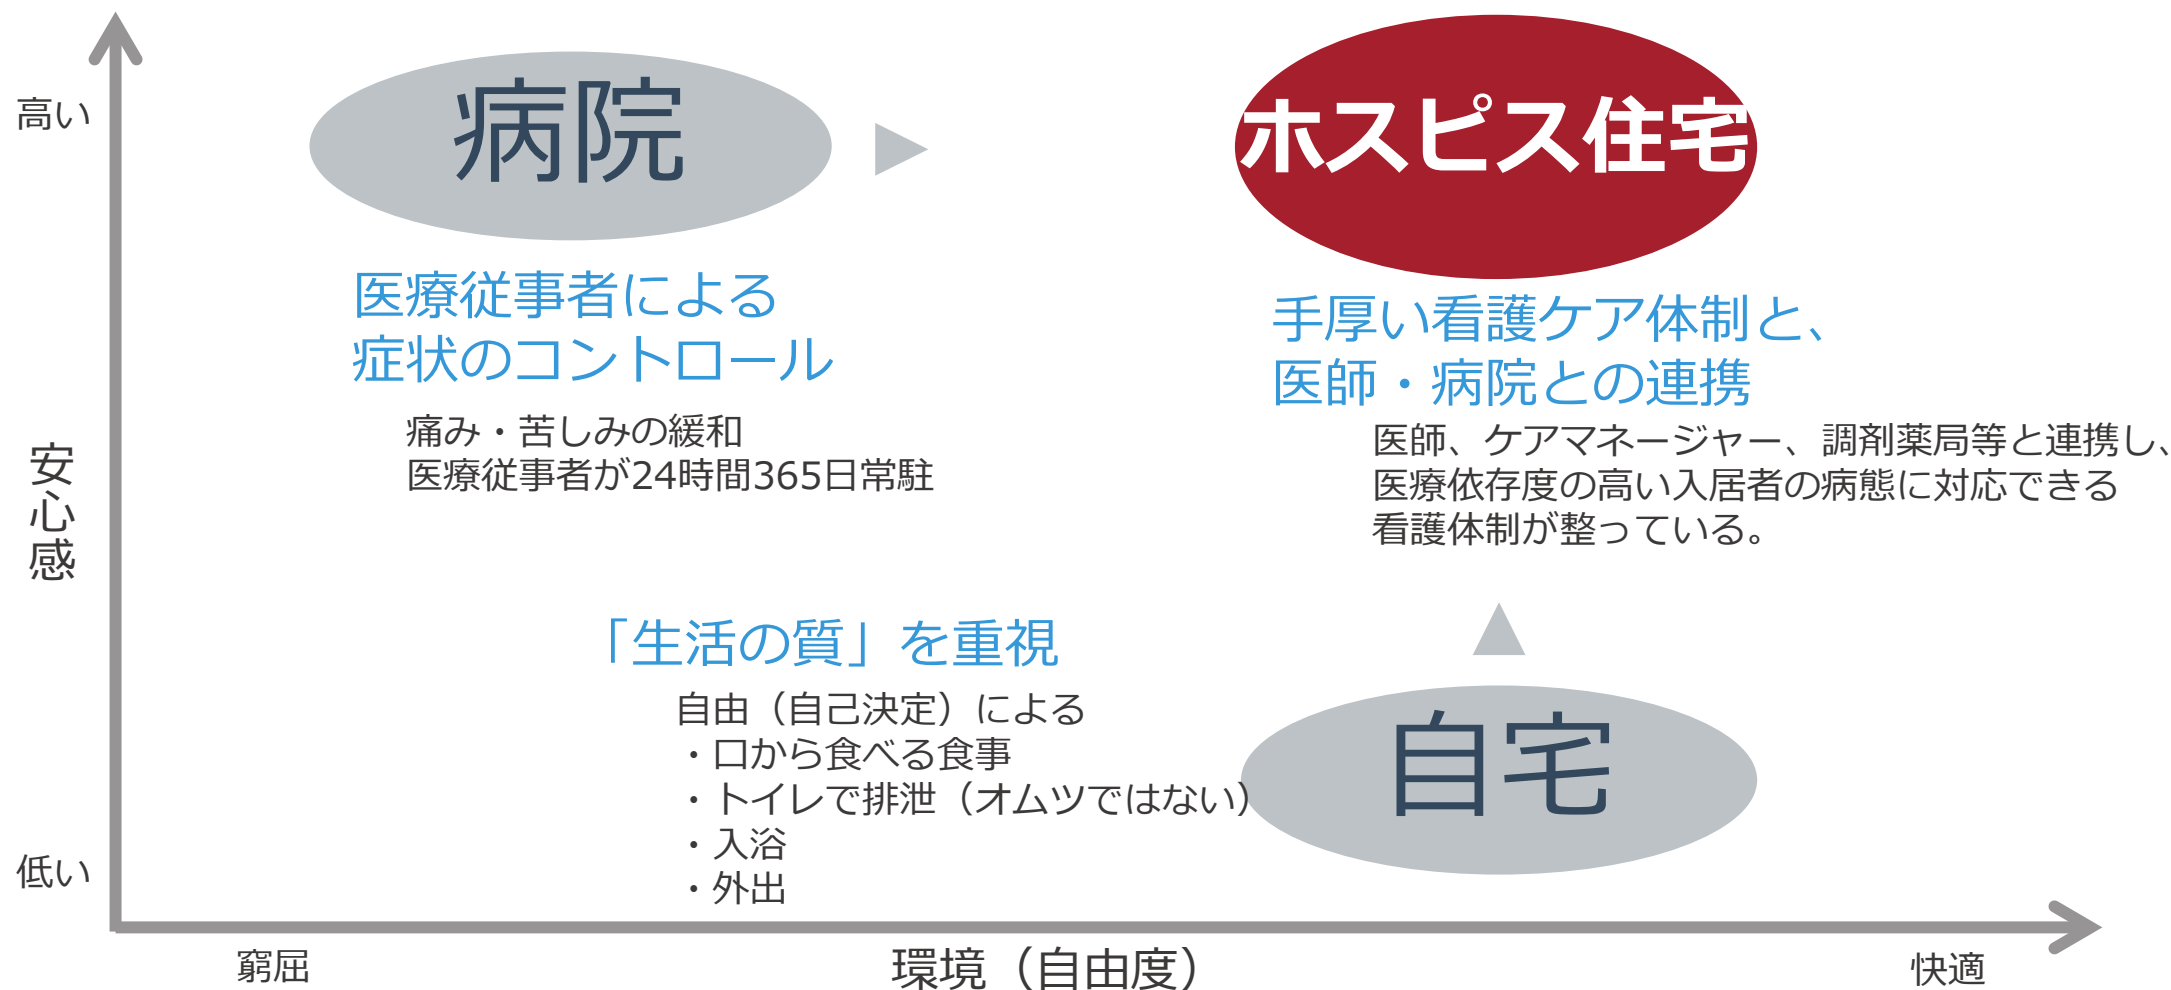 高い
病院
ホスピス住宅
医療従事者による
症状のコントロール
痛み・苦しみの緩和
医療従事者が24時間365日常駐
手厚い看護ケア体制と、
医師・病院との連携
医師、ケアマネージャー、調剤薬局等と連携し、
医療依存度の高い入居者の病態に対応できる
看護体制が整っている。
安心感
「生活の質」を重視
自由（自己決定）による
・口から食べる食事
・トイレで排泄（オムツではない）
・入浴
・外出
自宅
低い
窮屈
環境（自由度）
快適